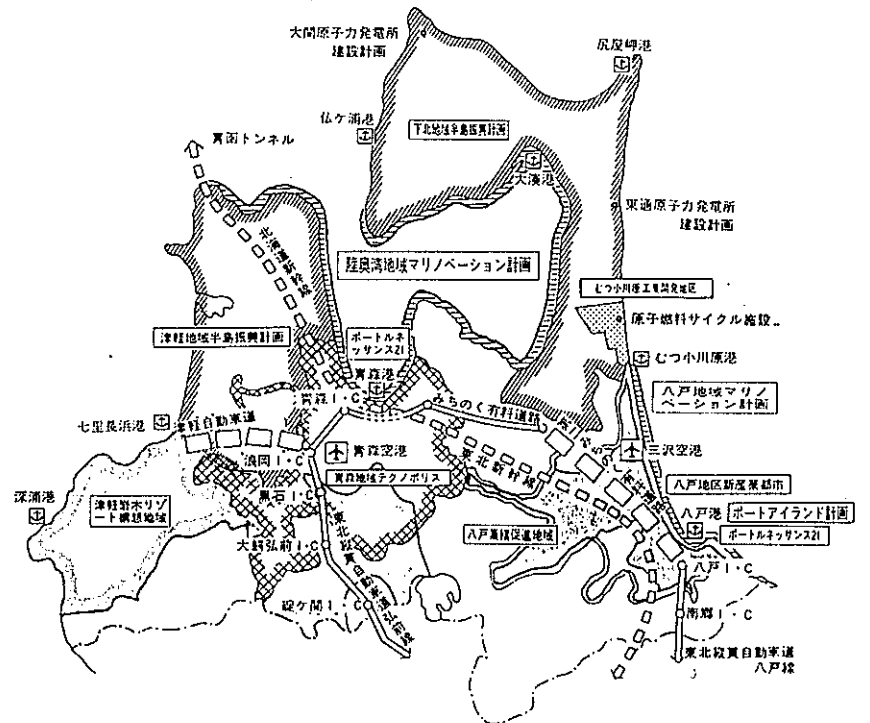 大間原子力発電所
建設計画
尻屋岬港
仏ケ浦港
下北地域半島振興計画
青函トンネル
大湊港
東通原子力発電所
建設計画
北海道新幹線
陸奥湾地域マリノベーション計画
むつ小川原工業開発地区
原子燃料サイクル施設
津軽地域半島振興計画
ポートルネ
ッサンス21
むつ小川原港
青森港
八戸地域マリノ
ベーション計画
青森I・C
みちのく有料道路
七里長浜港
津軽自動車道
三沢空港
青森空港
浪岡I・C
東北新幹線
青森地域テクノポリス
八戸地区新産業都市
深浦港
津軽岩木リゾ
ート構想地域
黒石I・C
八戸港
ポートアイランド計画
ポートルネッサンス21
大鰐弘前I・C
八戸集積促進地域
八戸I・C
碇ケ関I・C
東北縦貫自動車道弘前線
南郷I・C
東北縦貫自動車道
八戸線